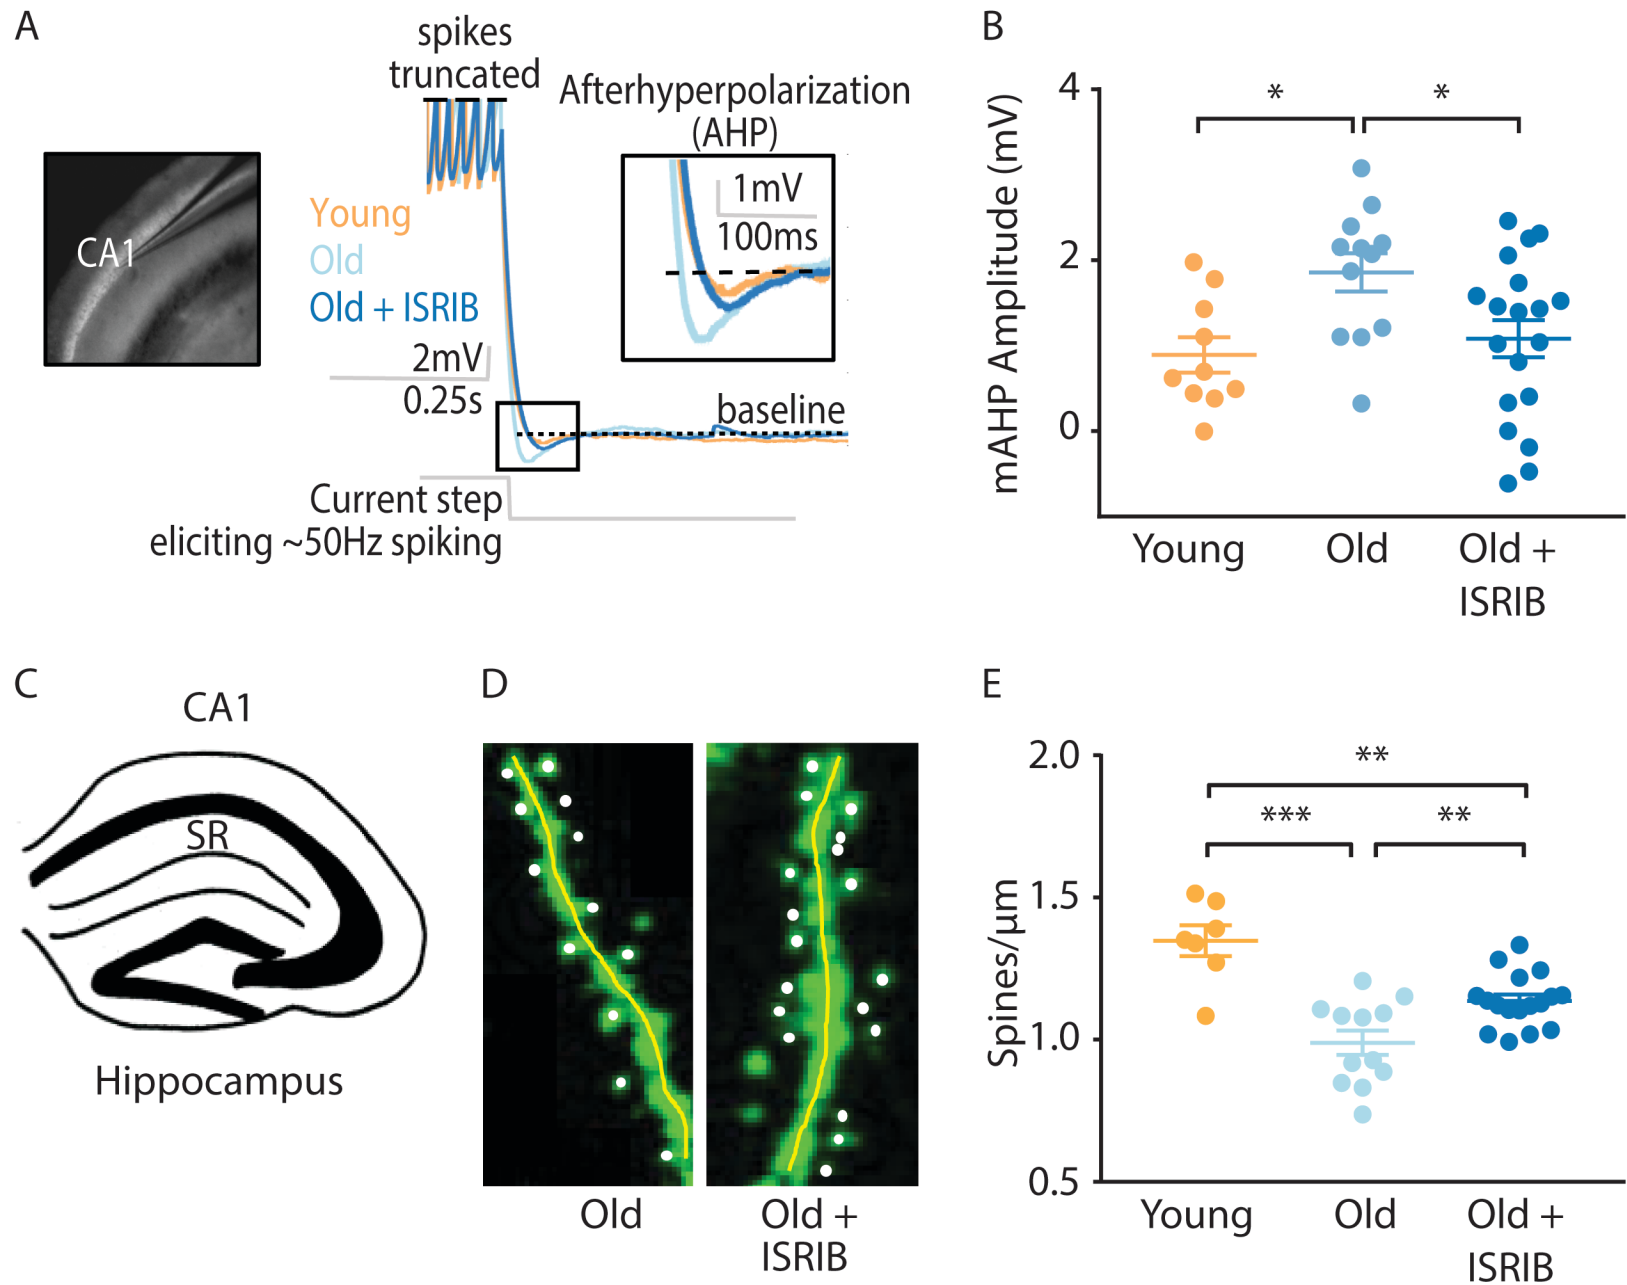 A
spikes
truncated
Afterhyperpolarization
(AHP)
CA1
Young
Old
Old + ISRIB
2mV
0.25s
1mV
100ms
baseline
Current step
eliciting ~50Hz spiking
B
mAHP Amplitude (mV)
4
2
0
*
*
Young
Old
Old +
ISRIB
C
CA1
SR
Hippocampus
D
Old
Old +
ISRIB
E
Spines/µm
2.0
1.5
1.0
0.5
**
***
**
Young
Old
Old +
ISRIB